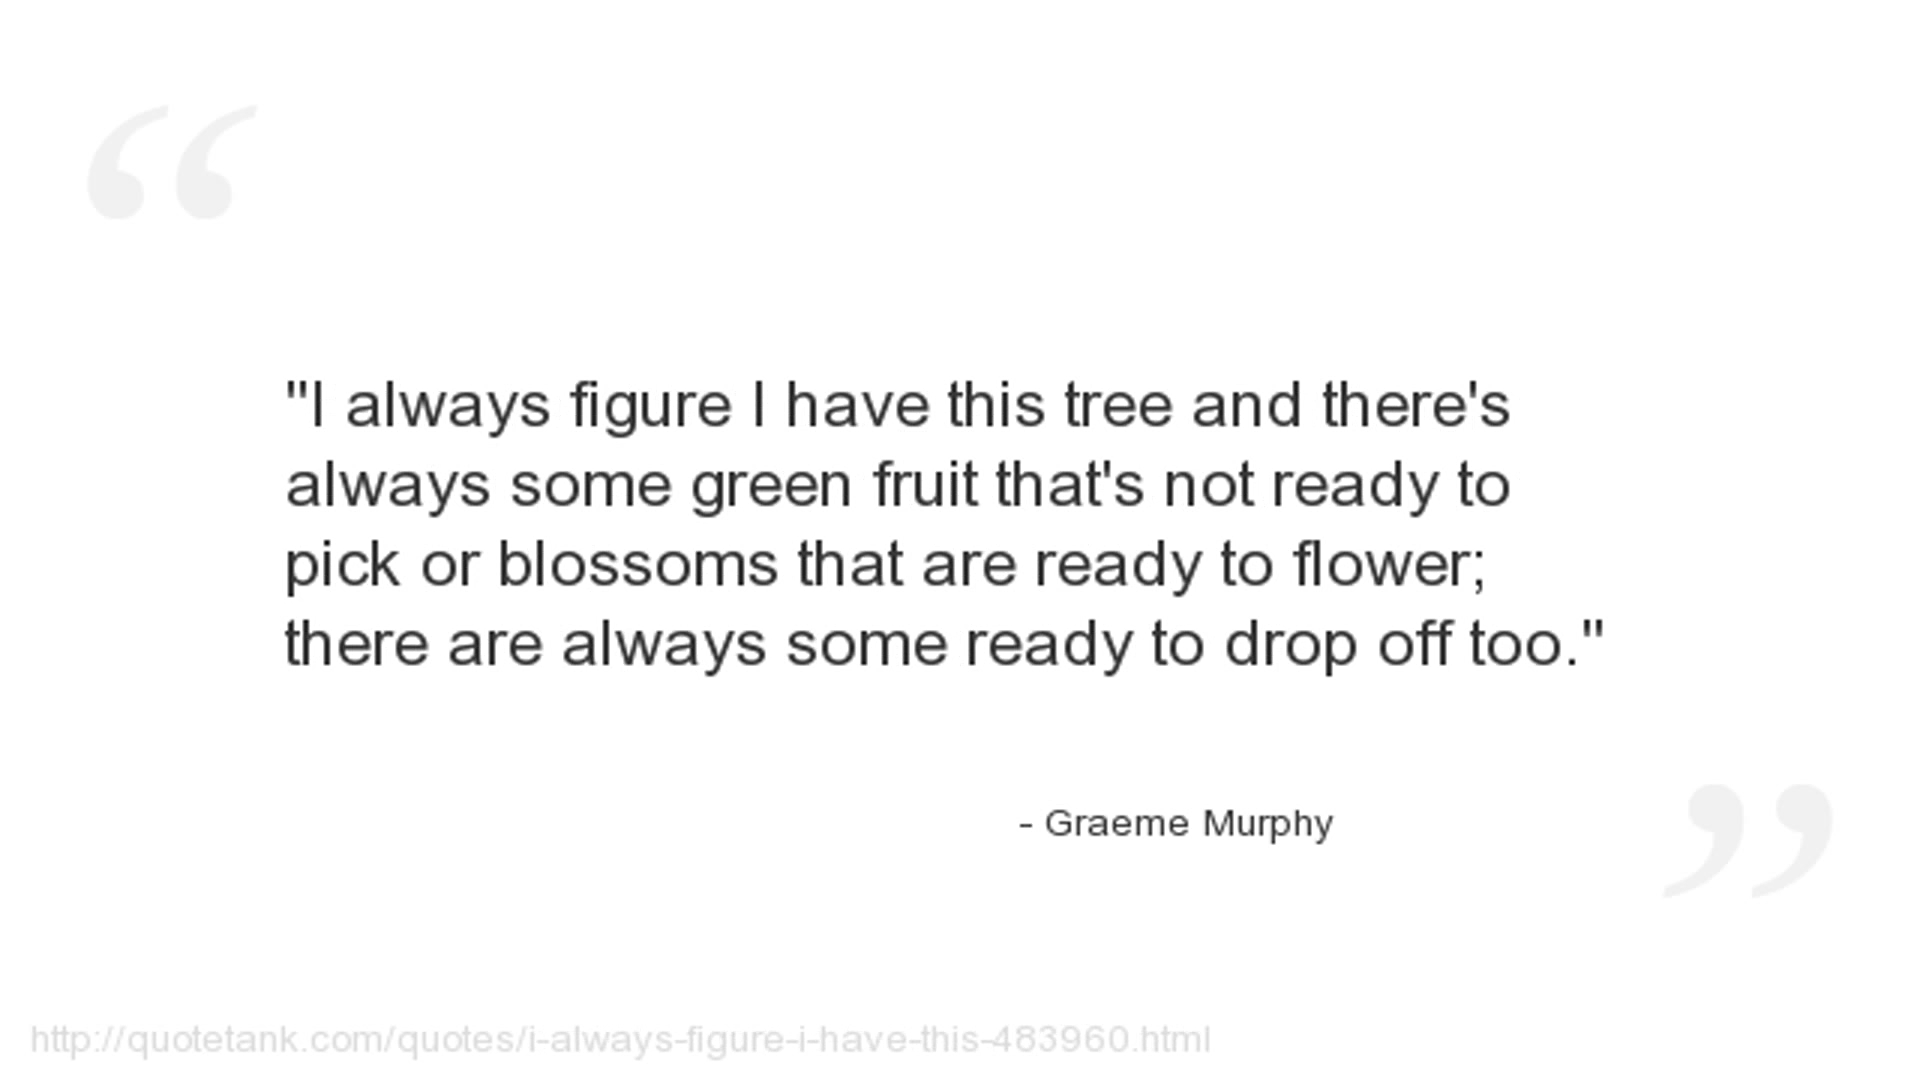 "I always figure I have this tree and there's
always some green fruit that's not ready to
pick or blossoms that are ready to flower;
there are always some ready to drop off too."
- Graeme Murphy
http://quotetank.com/quotes/i-always-figure-i-have-this-483960.html